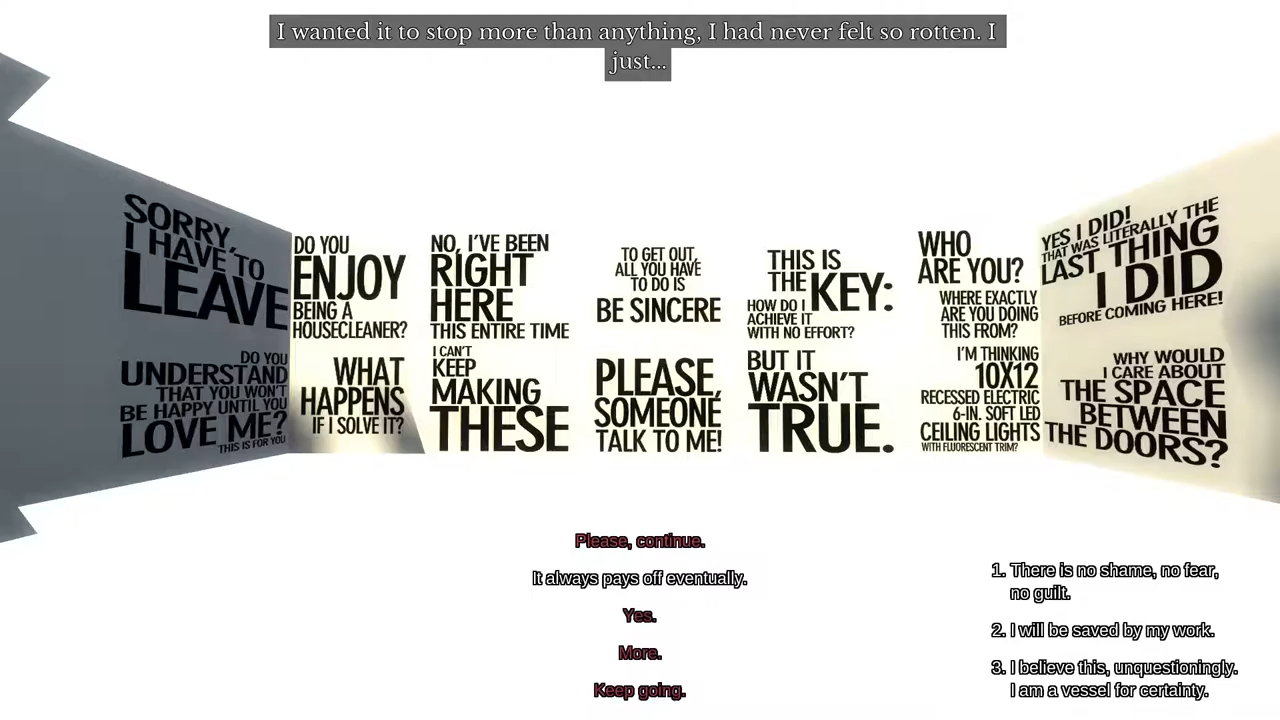 I wanted it to stop more than anything, I had never felt so rotten. I
just...
SORRY,
I HAVE TO
LEAVE
DO YOU
UNDERSTAND
THAT YOU WON'T
BE HAPPY UNTIL YOU
LOVE ME?
THIS IS FOR YOU
DO YOU
ENJOY
BEING A
HOUSECLEANER?
WHAT
HAPPENS
IF I SOLVE IT?
NO, I'VE BEEN
RIGHT
HERE
THIS ENTIRE TIME
I CAN'T
KEEP
MAKING
THESE
TO GET OUT
ALL YOU HAVE
TO DO IS
BE SINCERE
PLEASE,
SOMEONE
TALK TO ME!
THIS IS
THE KEY:
HOW DO I
ACHIEVE IT
WITH NO EFFORT?
BUT IT
WASN'T
TRUE.
WHO
ARE YOU?
WHERE EXACTLY
ARE YOU DOING
THIS FROM?
I'M THINKING
10X12
RECESSED ELECTRIC
6-IN. SOFT LED
CEILING LIGHTS
WITH FLUORESCENT TRIM?
YES I DID!
THAT WAS LITERALLY THE
LAST THING
I DID
BEFORE COMING HERE!
WHY WOULD
I CARE ABOUT
THE SPACE
BETWEEN
THE DOORS?
Please, continue.
It always pays off eventually.
Yes.
More.
Keep going.
1. There is no shame, no fear,
no guilt.
2. I will be saved by my work.
3. I believe this, unquestioningly.
I am a vessel for certainty.